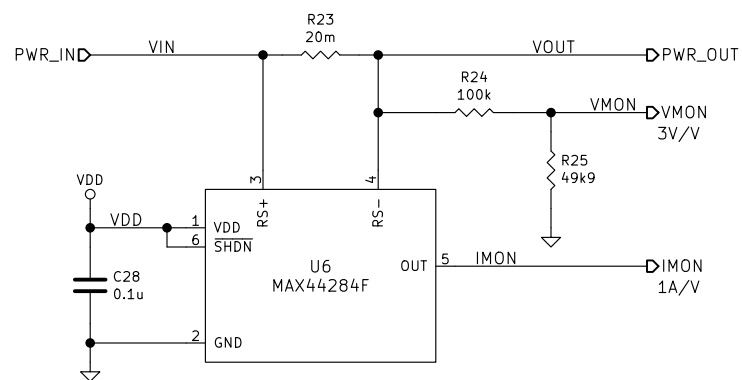 R23
20m
PWR_IN
VIN
VOUT
PWR_OUT
R24
100k
VMON
VMON
3V/V
R25
49k9
3
4
RS+
RS-
VDD
VDD
1
VDD
6
SHDN
U6
MAX44284F
OUT
5
IMON
IMON
1A/V
C28
0.1u
2
GND